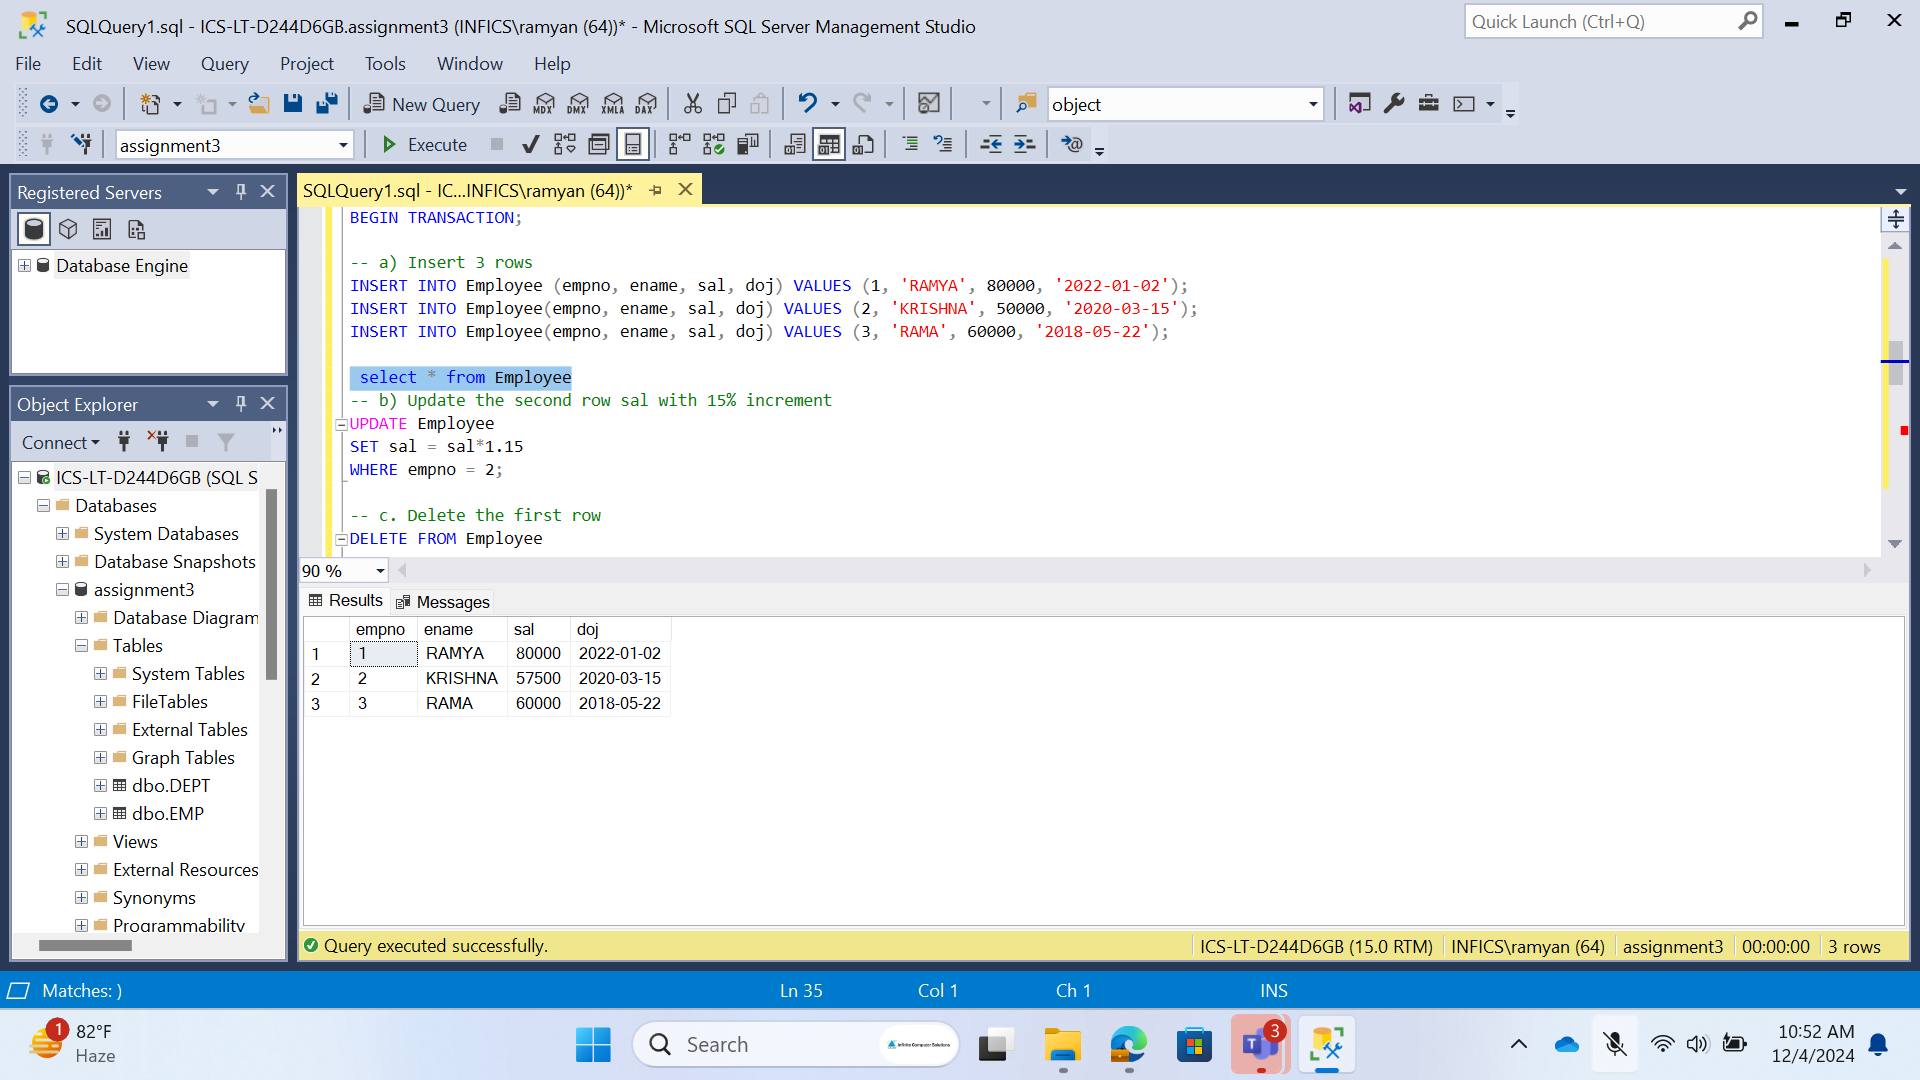 SQLQuery1.sql - ICS-LT-D244D6GB.assignment3 (INFICS\ramyan (64))* - Microsoft SQL Server Management Studio
Quick Launch (Ctrl+Q)
File Edit View Query Project Tools Window Help
New Query MDX DMX XMLA DAX object
assignment3 Execute
Registered Servers
Database Engine
Object Explorer
Connect
ICS-LT-D244D6GB (SQL S
Databases
System Databases
Database Snapshots
assignment3
Database Diagram
Tables
System Tables
FileTables
External Tables
Graph Tables
dbo.DEPT
dbo.EMP
Views
External Resources
Synonyms
Programmability
SQLQuery1.sql - IC...INFICS\ramyan (64))*
BEGIN TRANSACTION;
-- a) Insert 3 rows
INSERT INTO Employee (empno, ename, sal, doj) VALUES (1, 'RAMYA', 80000, '2022-01-02');
INSERT INTO Employee(empno, ename, sal, doj) VALUES (2, 'KRISHNA', 50000, '2020-03-15');
INSERT INTO Employee(empno, ename, sal, doj) VALUES (3, 'RAMA', 60000, '2018-05-22');
select * from Employee
-- b) Update the second row sal with 15% increment
UPDATE Employee
SET sal = sal*1.15
WHERE empno = 2;
-- c. Delete the first row
DELETE FROM Employee
90 %
Results Messages
empno ename sal doj
1 1 RAMYA 80000 2022-01-02
2 2 KRISHNA 57500 2020-03-15
3 3 RAMA 60000 2018-05-22
Query executed successfully. ICS-LT-D244D6GB (15.0 RTM) INFICS\ramyan (64) assignment3 00:00:00 3 rows
Matches: ) Ln 35 Col 1 Ch 1 INS
1 82°F
Haze
Search Infinite Computer Solutions
3
10:52 AM
12/4/2024